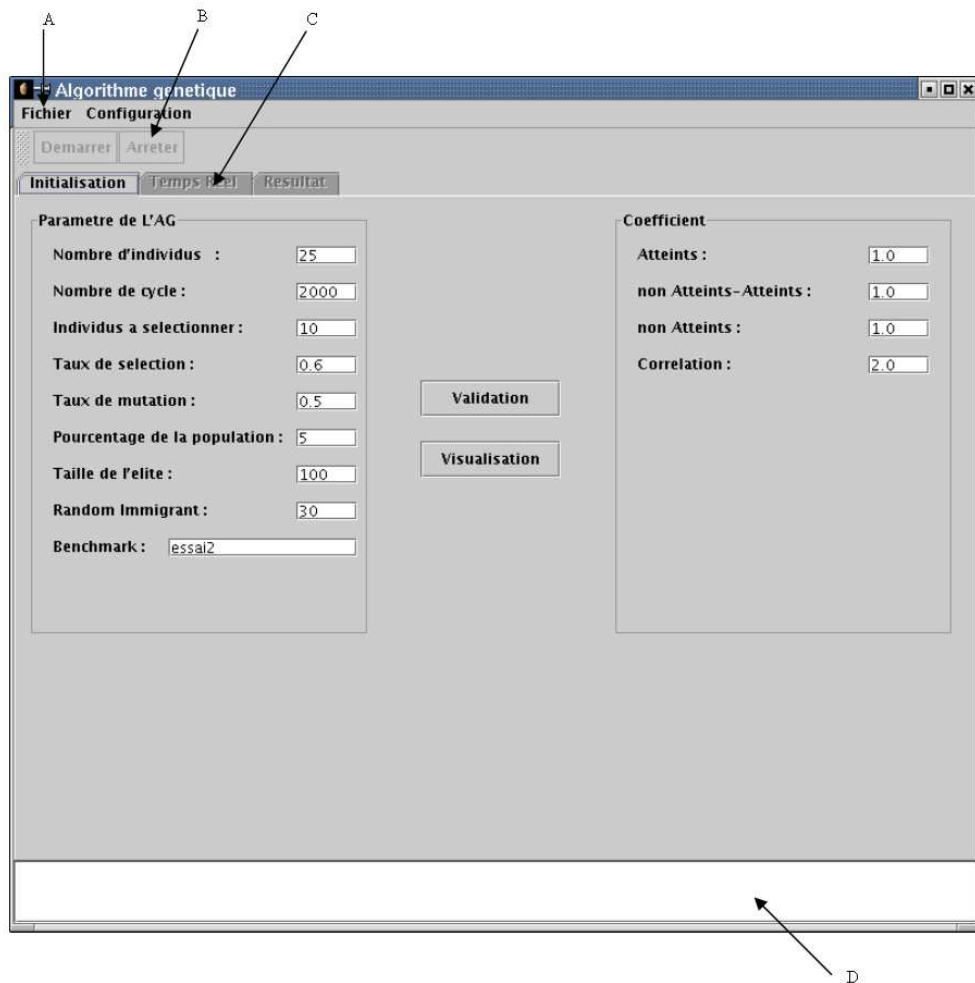 A B C
Algorithme genetique
Fichier Configuration
Demarrer Arreter
Initialisation Temps Reel Resultat
Parametre de L'AG
Nombre d'individus : 25
Nombre de cycle : 2000
Individus a selectionner : 10
Taux de selection : 0.6
Taux de mutation : 0.5
Pourcentage de la population : 5
Taille de l'elite : 100
Random Immigrant : 30
Benchmark : essai2
Validation
Visualisation
Coefficient
Atteints : 1.0
non Atteints-Atteints : 1.0
non Atteints : 1.0
Correlation : 2.0
D